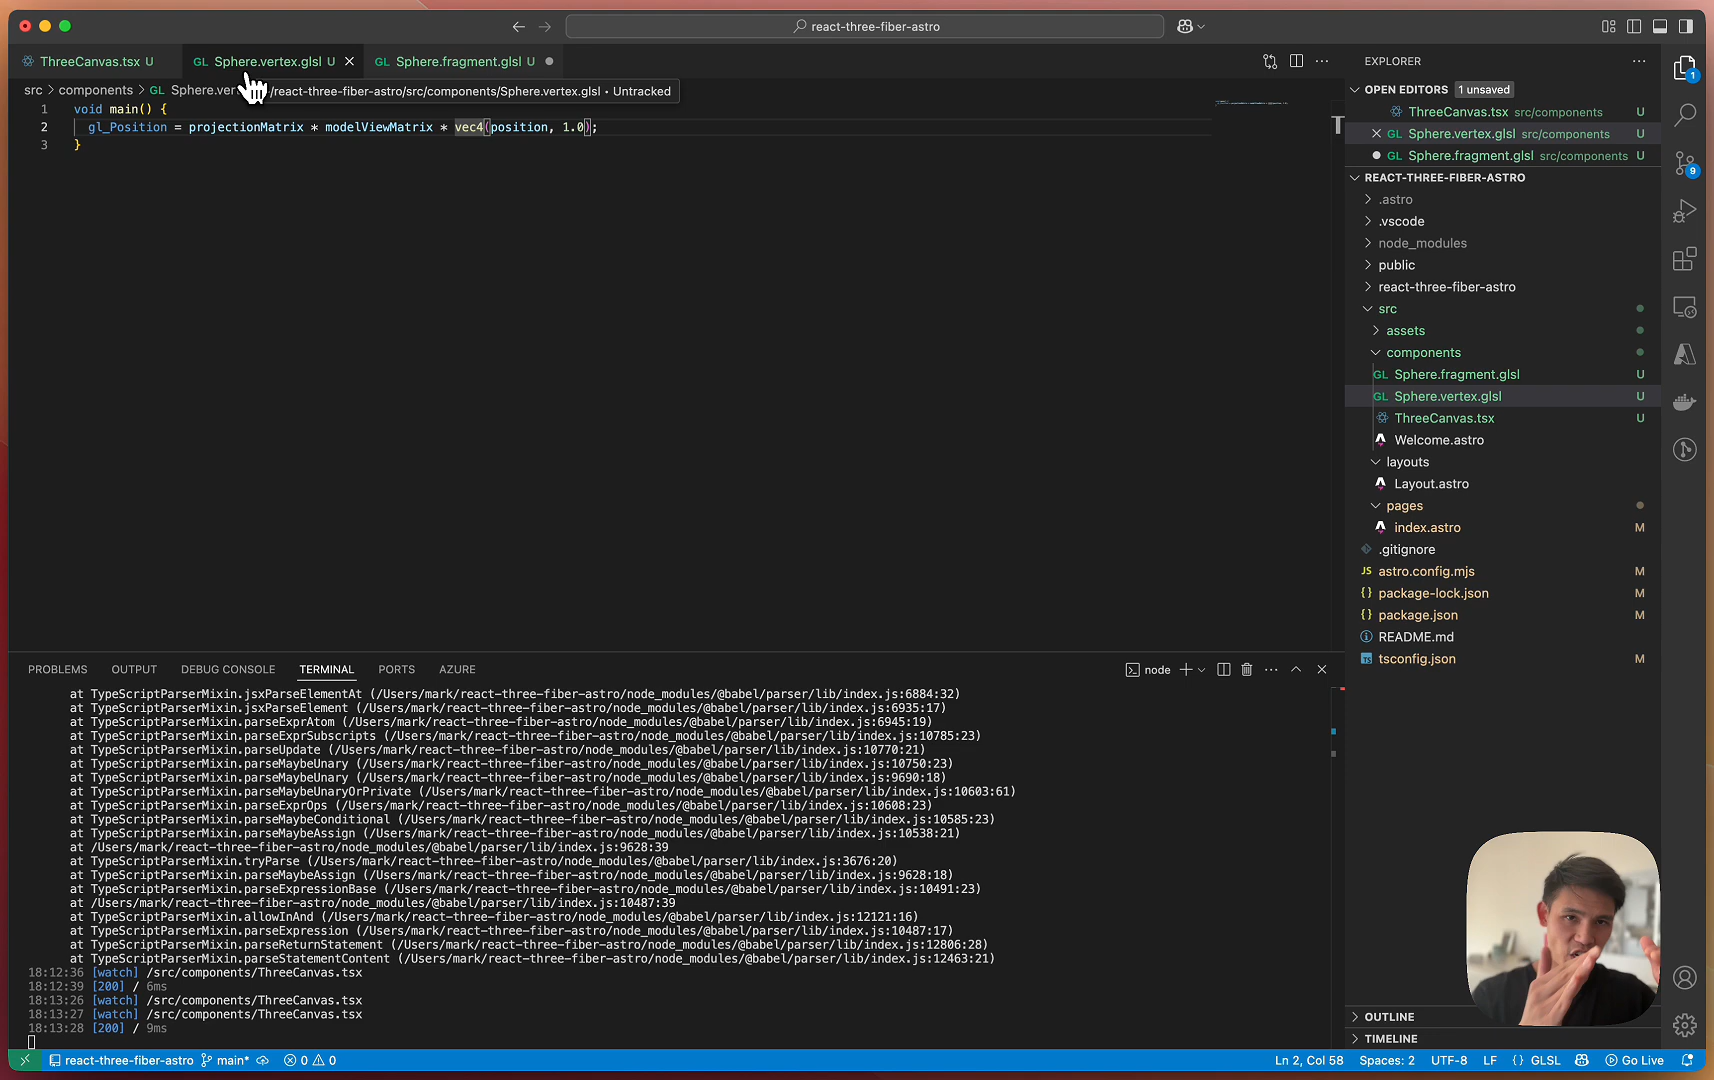 react-three-fiber-astro
ThreeCanvas.tsx U
GL Sphere.vertex.glsl U
GL Sphere.fragment.glsl U
src > components > GL Sphere.ver
/react-three-fiber-astro/src/components/Sphere.vertex.glsl • Untracked
1 void main() {
2 gl_Position = projectionMatrix * modelViewMatrix * vec4(position, 1.0);
3 }
EXPLORER
OPEN EDITORS 1 unsaved
ThreeCanvas.tsx src/components U
GL Sphere.vertex.glsl src/components U
GL Sphere.fragment.glsl src/components U
REACT-THREE-FIBER-ASTRO
.astro
.vscode
node_modules
public
react-three-fiber-astro
src
assets
components
GL Sphere.fragment.glsl U
GL Sphere.vertex.glsl U
ThreeCanvas.tsx U
Welcome.astro
layouts
Layout.astro
pages
index.astro M
.gitignore
JS astro.config.mjs M
{} package-lock.json M
{} package.json M
README.md
TS tsconfig.json M
OUTLINE
TIMELINE
1
9
PROBLEMS OUTPUT DEBUG CONSOLE TERMINAL PORTS AZURE
node
at TypeScriptParserMixin.jsxParseElementAt (/Users/mark/react-three-fiber-astro/node_modules/@babel/parser/lib/index.js:6884:32)
at TypeScriptParserMixin.jsxParseElement (/Users/mark/react-three-fiber-astro/node_modules/@babel/parser/lib/index.js:6935:17)
at TypeScriptParserMixin.parseExprAtom (/Users/mark/react-three-fiber-astro/node_modules/@babel/parser/lib/index.js:6945:19)
at TypeScriptParserMixin.parseExprSubscripts (/Users/mark/react-three-fiber-astro/node_modules/@babel/parser/lib/index.js:10785:23)
at TypeScriptParserMixin.parseUpdate (/Users/mark/react-three-fiber-astro/node_modules/@babel/parser/lib/index.js:10770:21)
at TypeScriptParserMixin.parseMaybeUnary (/Users/mark/react-three-fiber-astro/node_modules/@babel/parser/lib/index.js:10750:23)
at TypeScriptParserMixin.parseMaybeUnary (/Users/mark/react-three-fiber-astro/node_modules/@babel/parser/lib/index.js:9690:18)
at TypeScriptParserMixin.parseMaybeUnaryOrPrivate (/Users/mark/react-three-fiber-astro/node_modules/@babel/parser/lib/index.js:10603:61)
at TypeScriptParserMixin.parseExprOps (/Users/mark/react-three-fiber-astro/node_modules/@babel/parser/lib/index.js:10608:23)
at TypeScriptParserMixin.parseMaybeConditional (/Users/mark/react-three-fiber-astro/node_modules/@babel/parser/lib/index.js:10585:23)
at TypeScriptParserMixin.parseMaybeAssign (/Users/mark/react-three-fiber-astro/node_modules/@babel/parser/lib/index.js:10538:21)
at /Users/mark/react-three-fiber-astro/node_modules/@babel/parser/lib/index.js:9628:39
at TypeScriptParserMixin.tryParse (/Users/mark/react-three-fiber-astro/node_modules/@babel/parser/lib/index.js:3676:20)
at TypeScriptParserMixin.parseMaybeAssign (/Users/mark/react-three-fiber-astro/node_modules/@babel/parser/lib/index.js:9628:18)
at TypeScriptParserMixin.parseExpressionBase (/Users/mark/react-three-fiber-astro/node_modules/@babel/parser/lib/index.js:10491:23)
at /Users/mark/react-three-fiber-astro/node_modules/@babel/parser/lib/index.js:10487:39
at TypeScriptParserMixin.allowInAnd (/Users/mark/react-three-fiber-astro/node_modules/@babel/parser/lib/index.js:12121:16)
at TypeScriptParserMixin.parseExpression (/Users/mark/react-three-fiber-astro/node_modules/@babel/parser/lib/index.js:10487:17)
at TypeScriptParserMixin.parseReturnStatement (/Users/mark/react-three-fiber-astro/node_modules/@babel/parser/lib/index.js:12806:28)
at TypeScriptParserMixin.parseStatementContent (/Users/mark/react-three-fiber-astro/node_modules/@babel/parser/lib/index.js:12463:21)
18:12:36 [watch] /src/components/ThreeCanvas.tsx
18:12:39 [200] / 6ms
18:13:26 [watch] /src/components/ThreeCanvas.tsx
18:13:27 [watch] /src/components/ThreeCanvas.tsx
18:13:28 [200] / 9ms
react-three-fiber-astro main* 0 0 Ln 2, Col 58 Spaces: 2 UTF-8 LF {} GLSL Go Live